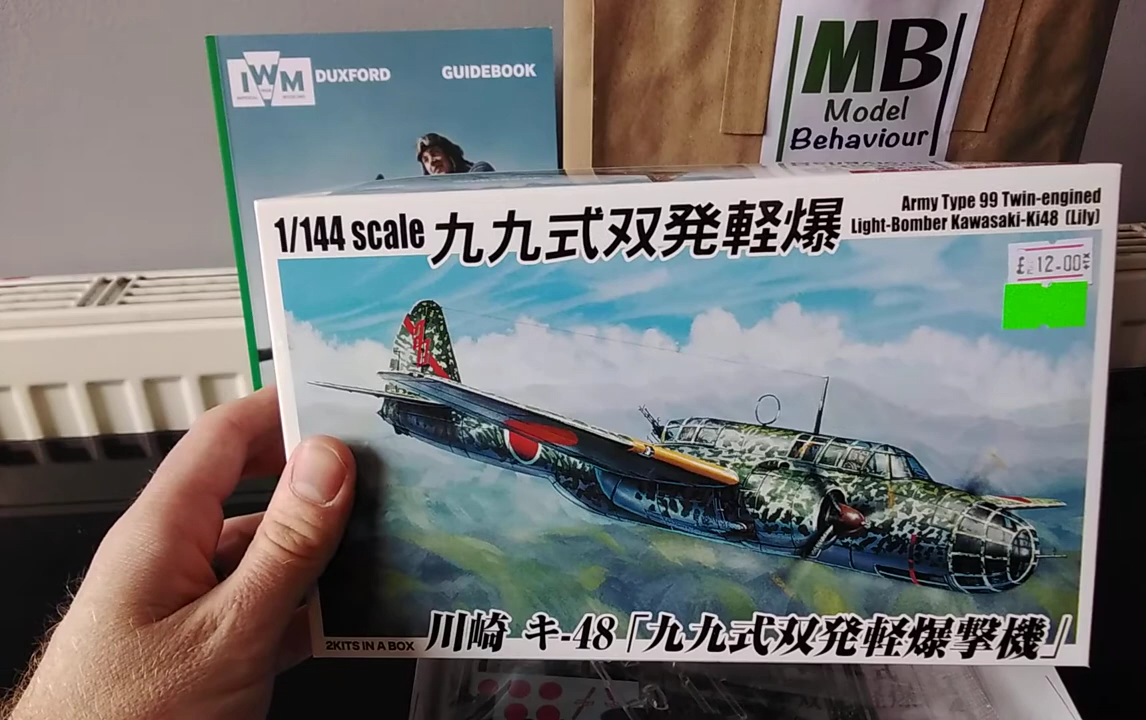 IWM
DUXFORD
GUIDEBOOK
MB
Model
Behaviour
1/144 scale 九九式双発軽爆
Army Type 99 Twin-engined
Light-Bomber Kawasaki-Ki48 (Lily)
£ 12-00
2KITS IN A BOX
川崎 キ-48「九九式双発軽爆撃機」